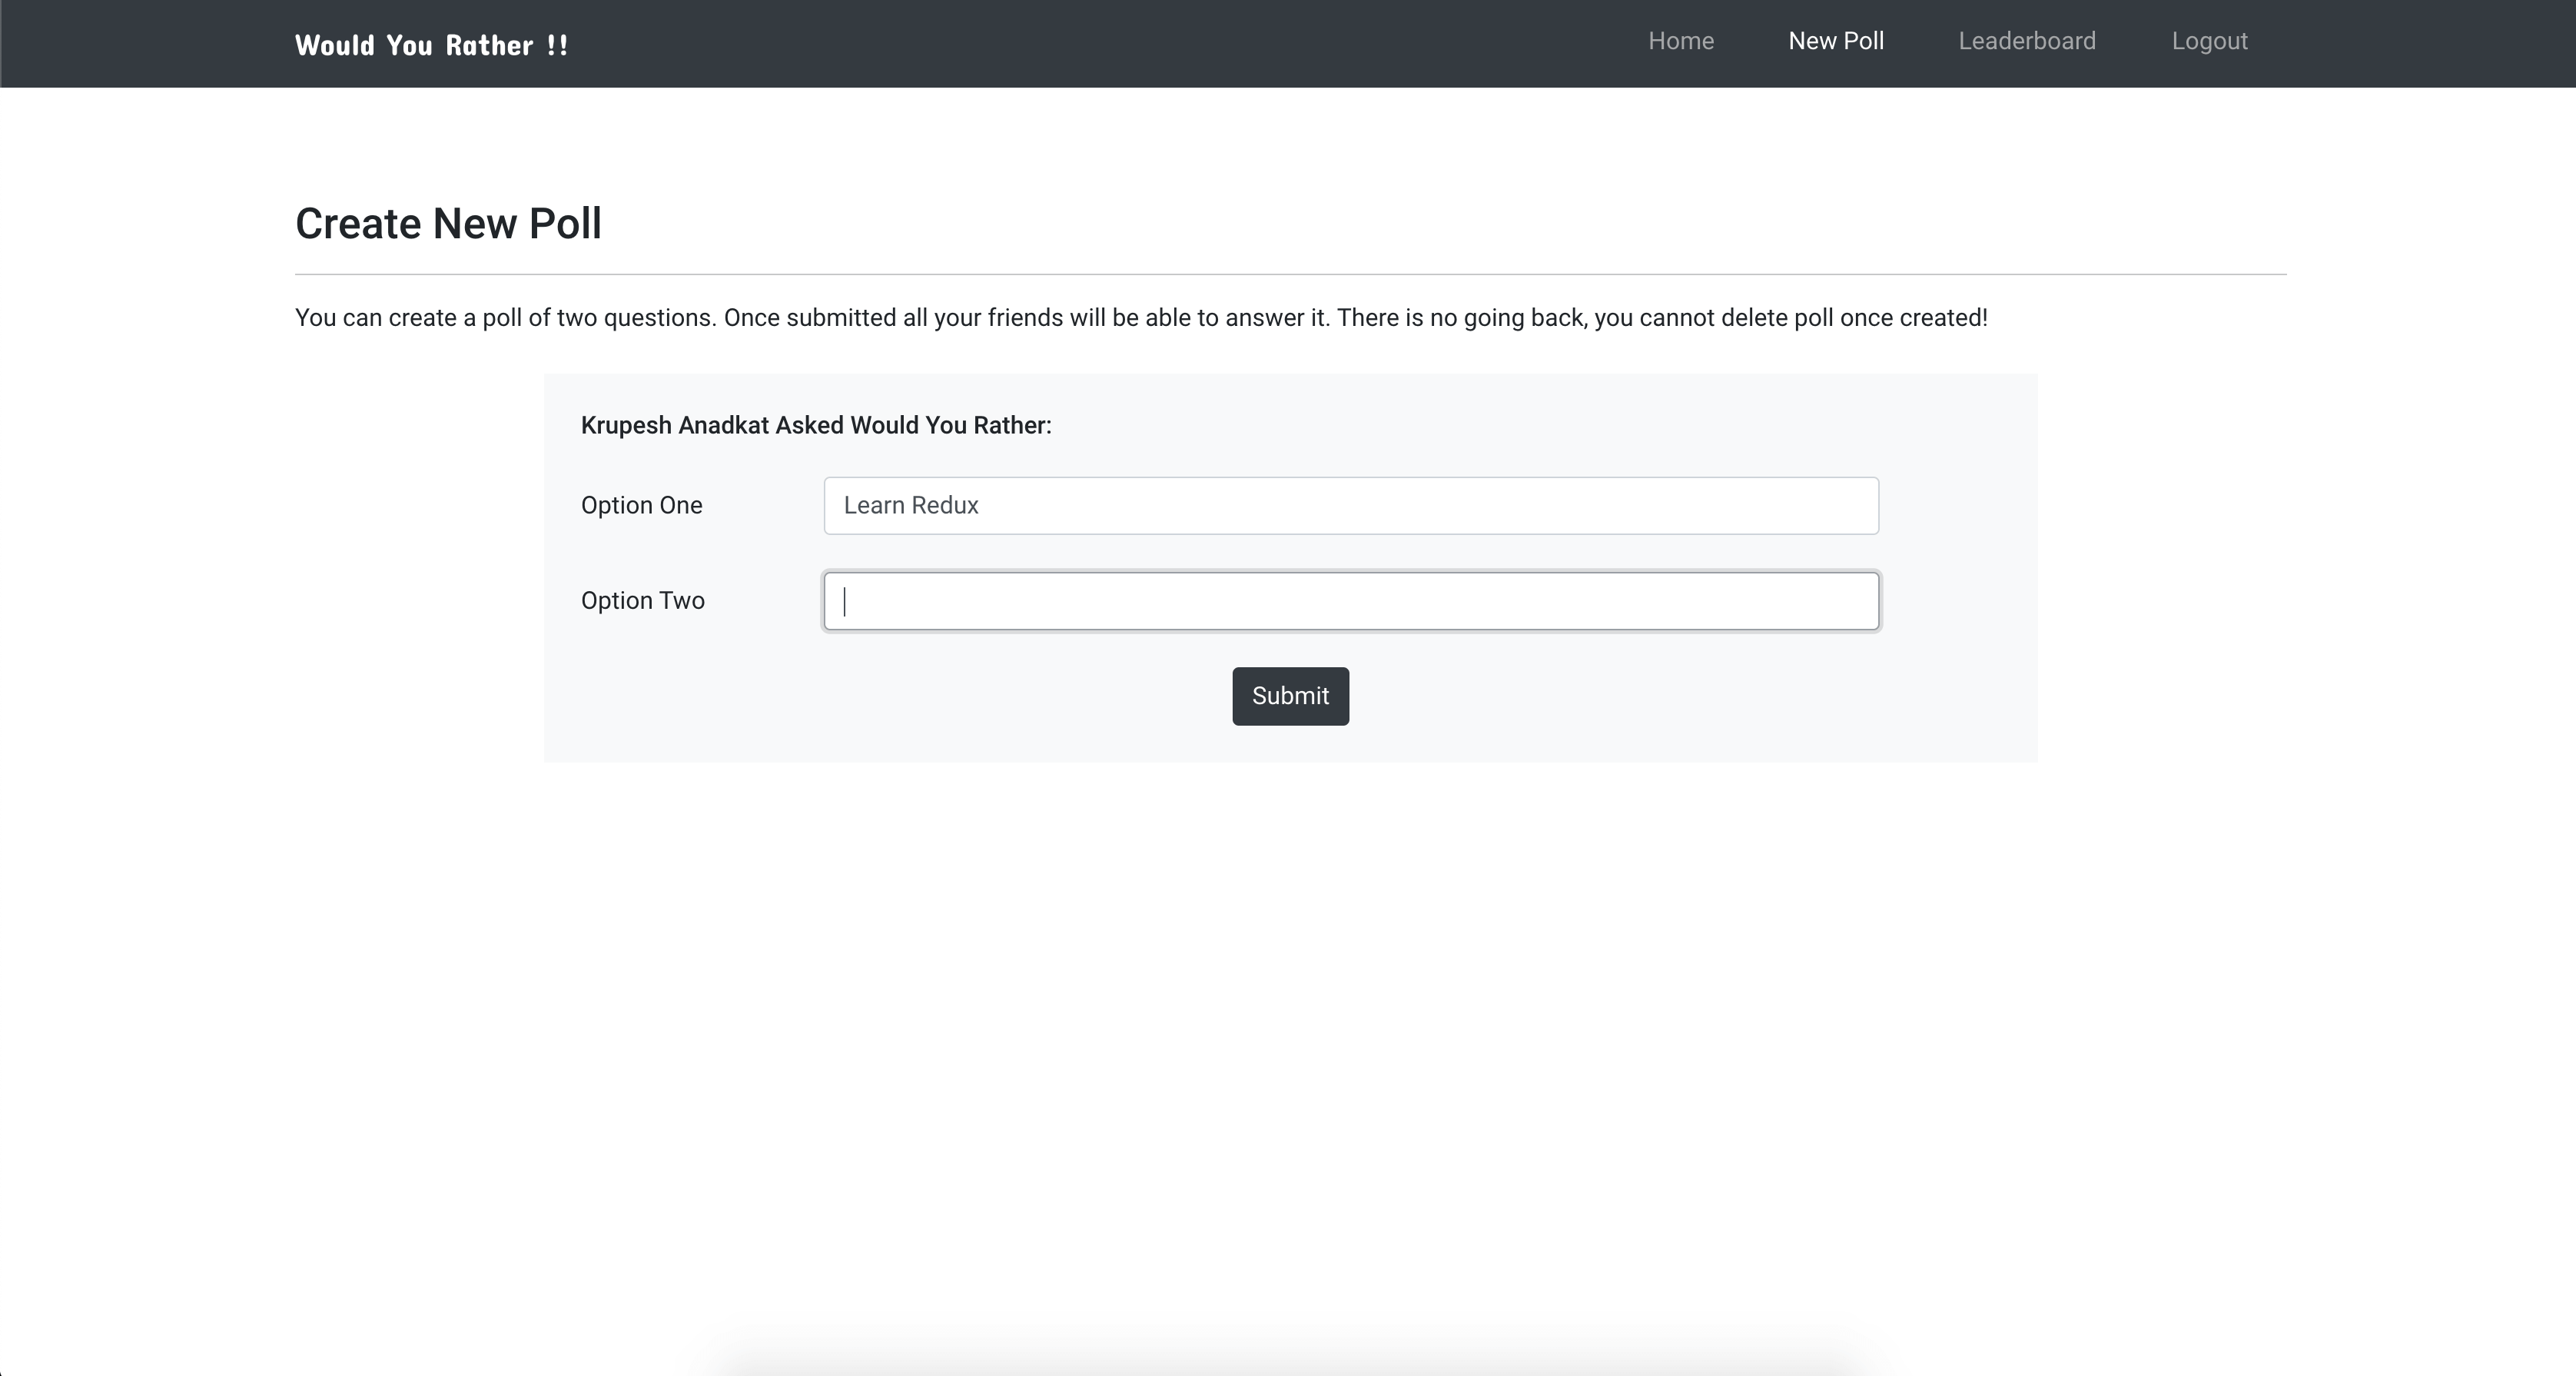 Would You Rather !!
Home New Poll Leaderboard Logout
Create New Poll
You can create a poll of two questions. Once submitted all your friends will be able to answer it. There is no going back, you cannot delete poll once created!
Krupesh Anadkat Asked Would You Rather:
Option One Learn Redux
Option Two
Submit